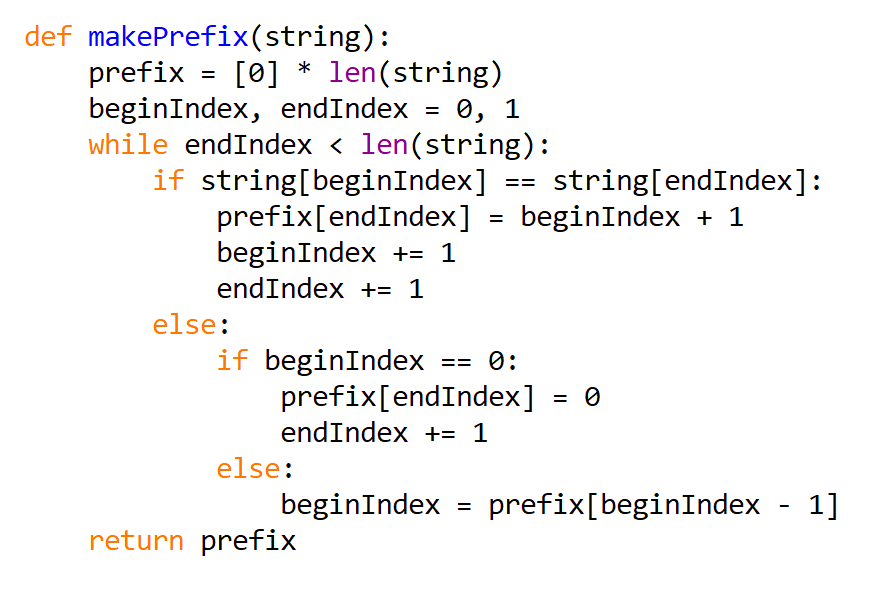 def makePrefix(string):
    prefix = [0] * len(string)
    beginIndex, endIndex = 0, 1
    while endIndex < len(string):
        if string[beginIndex] == string[endIndex]:
            prefix[endIndex] = beginIndex + 1
            beginIndex += 1
            endIndex += 1
        else:
            if beginIndex == 0:
                prefix[endIndex] = 0
                endIndex += 1
            else:
                beginIndex = prefix[beginIndex - 1]
    return prefix